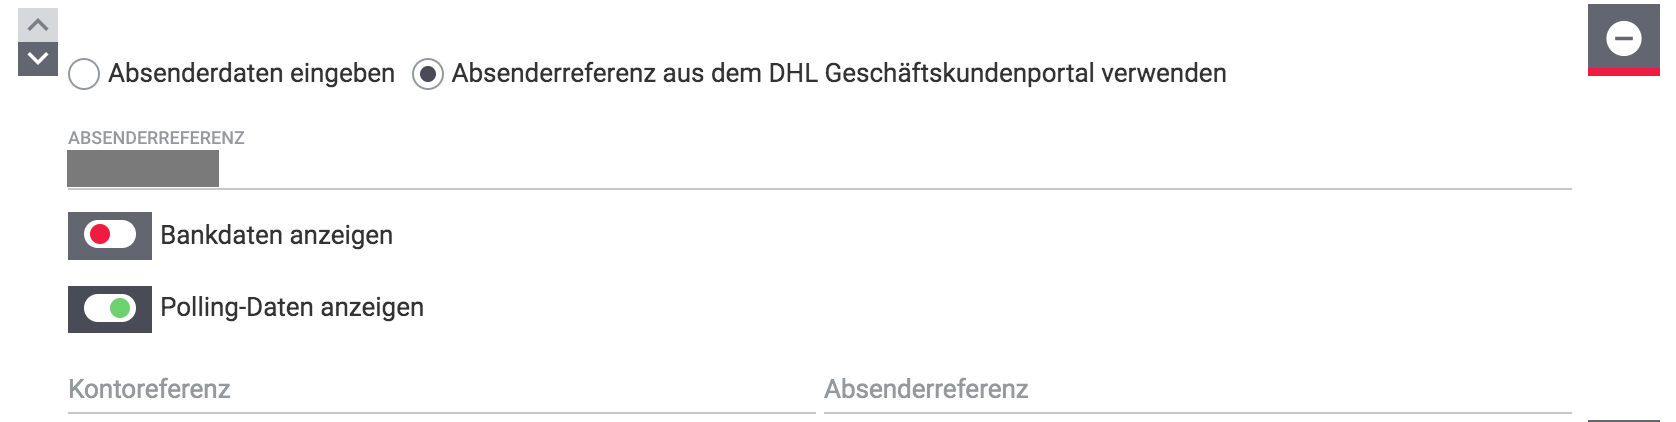 Absenderdaten eingeben Absenderreferenz aus dem DHL Geschäftskundenportal verwenden
ABSENDERREFERENZ
Bankdaten anzeigen
Polling-Daten anzeigen
Kontoreferenz Absenderreferenz